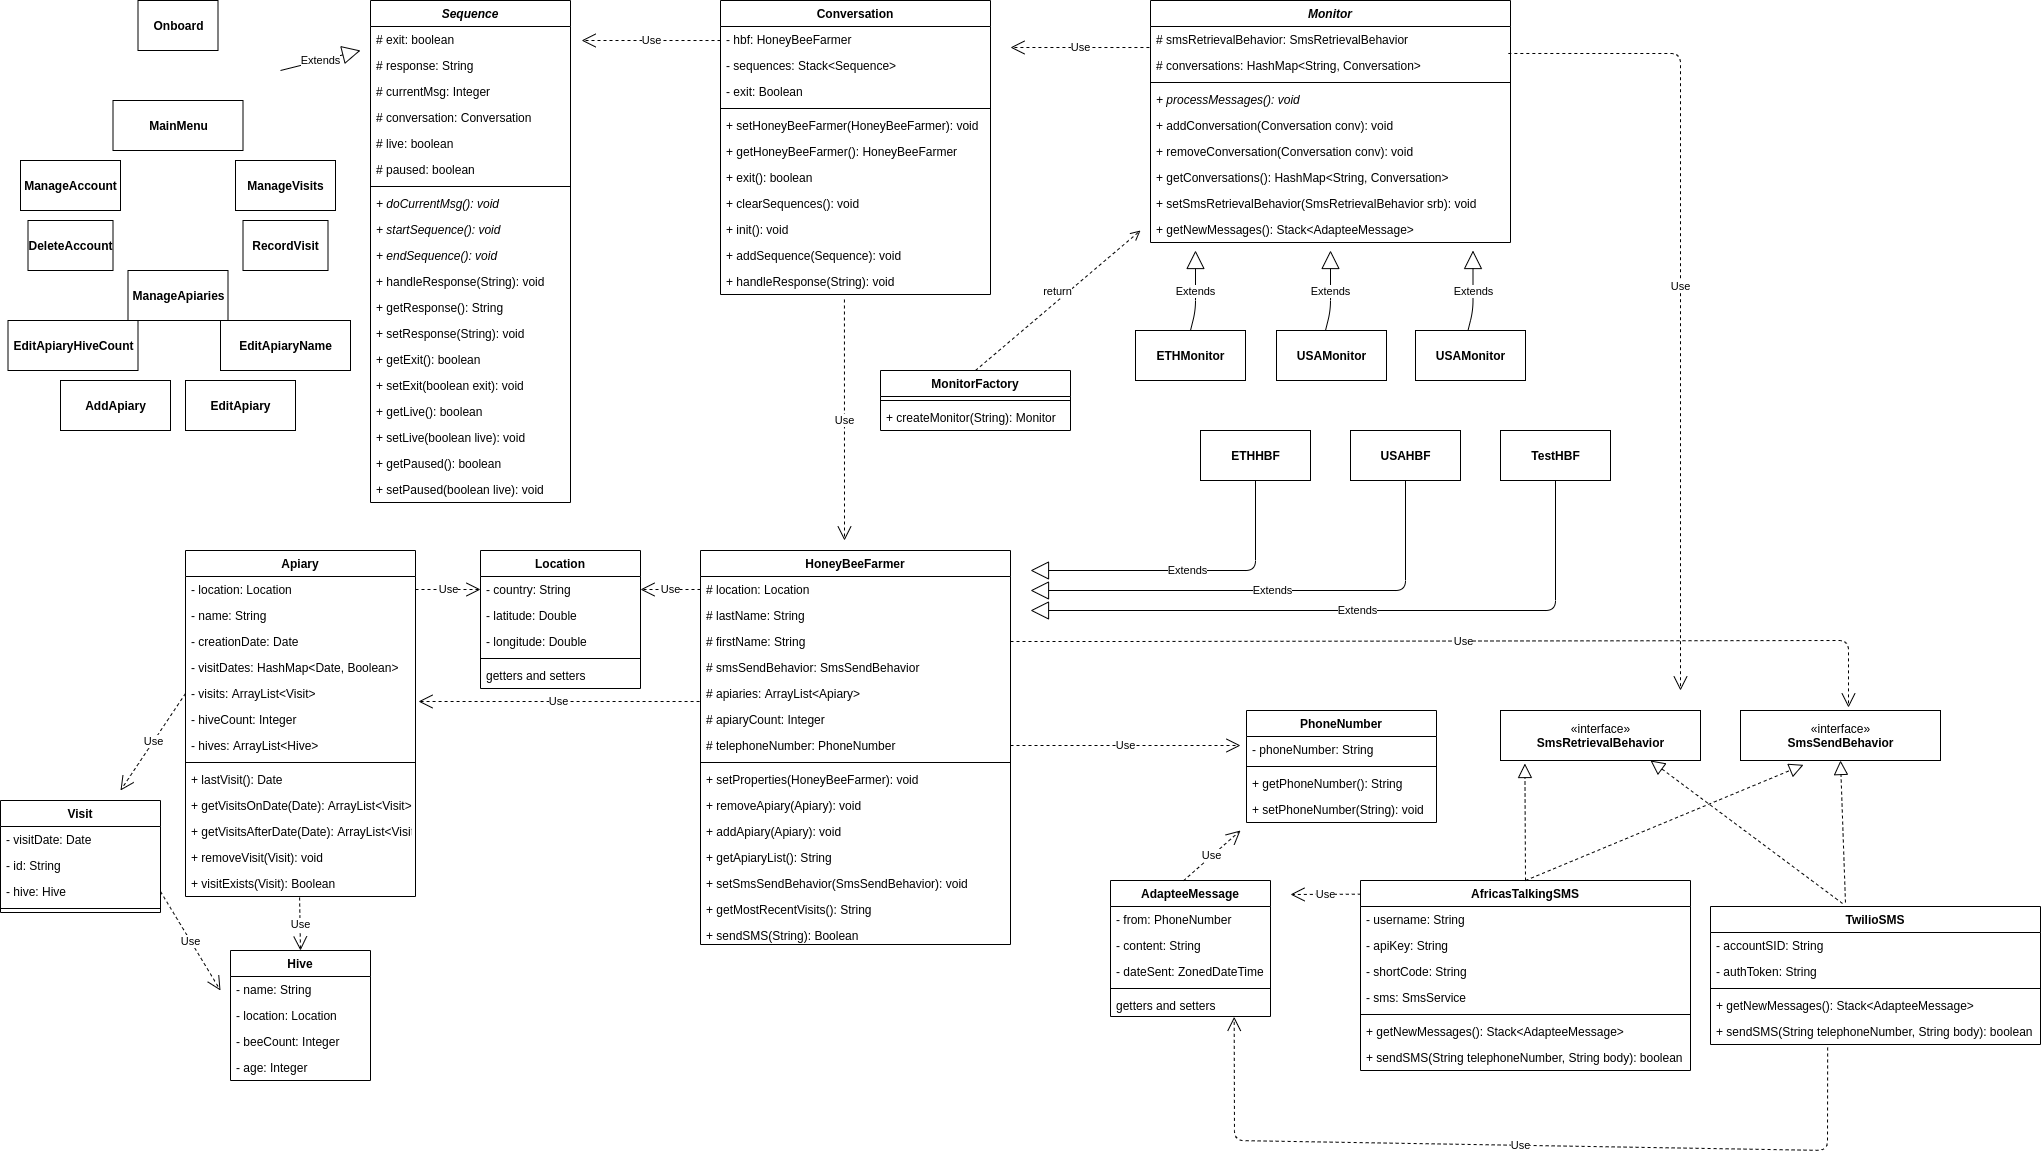 Onboard
Extends
MainMenu
ManageAccount
ManageVisits
DeleteAccount
RecordVisit
ManageApiaries
EditApiaryHiveCount
EditApiaryName
AddApiary
EditApiary
Sequence
# exit: boolean
# response: String
# currentMsg: Integer
# conversation: Conversation
# live: boolean
# paused: boolean
+ doCurrentMsg(): void
+ startSequence(): void
+ endSequence(): void
+ handleResponse(String): void
+ getResponse(): String
+ setResponse(String): void
+ getExit(): boolean
+ setExit(boolean exit): void
+ getLive(): boolean
+ setLive(boolean live): void
+ getPaused(): boolean
+ setPaused(boolean live): void
Use
Conversation
- hbf: HoneyBeeFarmer
- sequences: Stack<Sequence>
- exit: Boolean
+ setHoneyBeeFarmer(HoneyBeeFarmer): void
+ getHoneyBeeFarmer(): HoneyBeeFarmer
+ exit(): boolean
+ clearSequences(): void
+ init(): void
+ addSequence(Sequence): void
+ handleResponse(String): void
Use
Use
Monitor
# smsRetrievalBehavior: SmsRetrievalBehavior
# conversations: HashMap<String, Conversation>
+ processMessages(): void
+ addConversation(Conversation conv): void
+ removeConversation(Conversation conv): void
+ getConversations(): HashMap<String, Conversation>
+ setSmsRetrievalBehavior(SmsRetrievalBehavior srb): void
+ getNewMessages(): Stack<AdapteeMessage>
Use
return
Extends
Extends
Extends
ETHMonitor
USAMonitor
USAMonitor
MonitorFactory
+ createMonitor(String): Monitor
ETHHBF
USAHBF
TestHBF
Extends
Extends
Extends
Apiary
- location: Location
- name: String
- creationDate: Date
- visitDates: HashMap<Date, Boolean>
- visits: ArrayList<Visit>
- hiveCount: Integer
- hives: ArrayList<Hive>
+ lastVisit(): Date
+ getVisitsOnDate(Date): ArrayList<Visit>
+ getVisitsAfterDate(Date): ArrayList<Visi
+ removeVisit(Visit): void
+ visitExists(Visit): Boolean
Use
Location
- country: String
- latitude: Double
- longitude: Double
getters and setters
Use
Use
HoneyBeeFarmer
# location: Location
# lastName: String
# firstName: String
# smsSendBehavior: SmsSendBehavior
# apiaries: ArrayList<Apiary>
# apiaryCount: Integer
# telephoneNumber: PhoneNumber
+ setProperties(HoneyBeeFarmer): void
+ removeApiary(Apiary): void
+ addApiary(Apiary): void
+ getApiaryList(): String
+ setSmsSendBehavior(SmsSendBehavior): void
+ getMostRecentVisits(): String
+ sendSMS(String): Boolean
Use
Use
Use
Visit
- visitDate: Date
- id: String
- hive: Hive
Use
Use
Hive
- name: String
- location: Location
- beeCount: Integer
- age: Integer
PhoneNumber
- phoneNumber: String
+ getPhoneNumber(): String
+ setPhoneNumber(String): void
«interface»
SmsRetrievalBehavior
«interface»
SmsSendBehavior
Use
AdapteeMessage
- from: PhoneNumber
- content: String
- dateSent: ZonedDateTime
getters and setters
Use
AfricasTalkingSMS
- username: String
- apiKey: String
- shortCode: String
- sms: SmsService
+ getNewMessages(): Stack<AdapteeMessage>
+ sendSMS(String telephoneNumber, String body): boolean
TwilioSMS
- accountSID: String
- authToken: String
+ getNewMessages(): Stack<AdapteeMessage>
+ sendSMS(String telephoneNumber, String body): boolean
Use